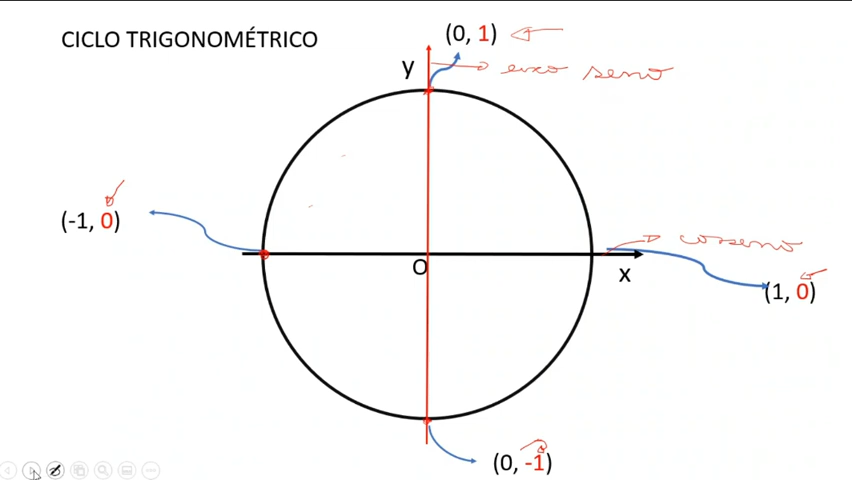 CICLO TRIGONOMÉTRICO
(0, 1)
y
eixo seno
(-1, 0)
cosseno
O
x
(1, 0)
(0, -1)